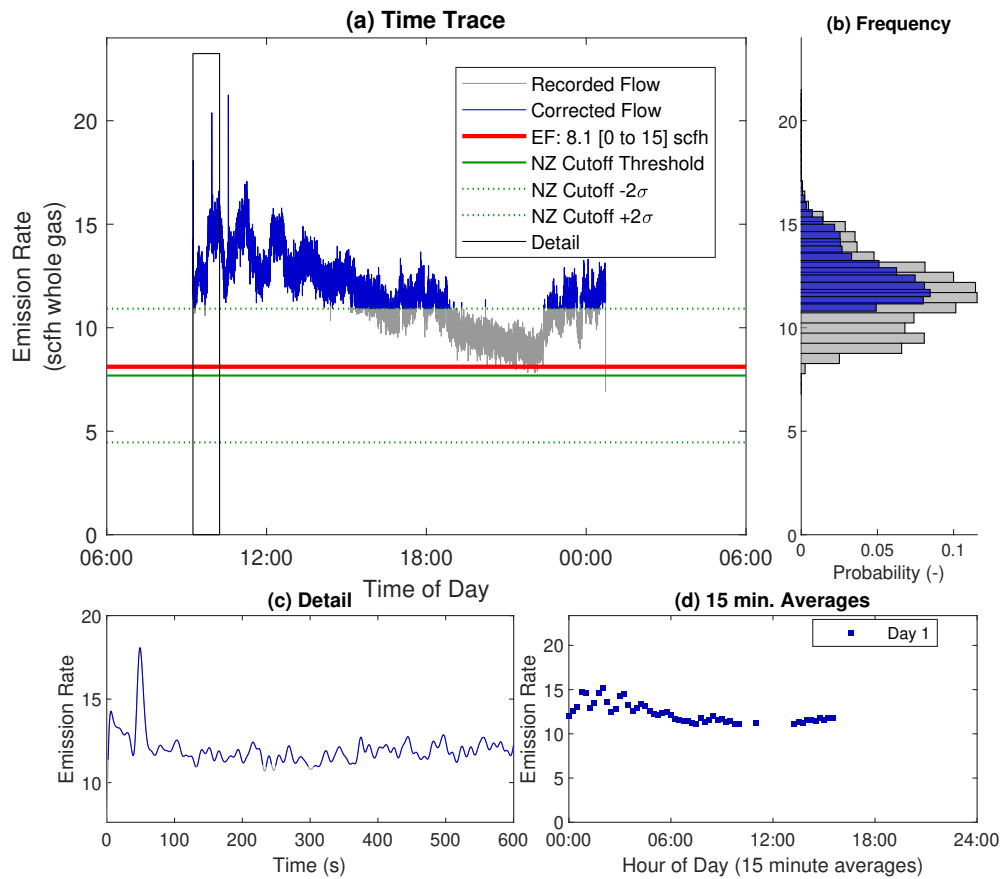 (a) Time Trace
Emission Rate
(scfh whole gas)
20
15
10
5
0
06:00 12:00 18:00 00:00 06:00
Time of Day
Recorded Flow
Corrected Flow
EF: 8.1 [0 to 15] scfh
NZ Cutoff Threshold
NZ Cutoff -2σ
NZ Cutoff +2σ
Detail
(b) Frequency
20
15
10
5
0
0 0.05 0.1
Probability (-)
(c) Detail
Emission Rate
20
15
10
0 100 200 300 400 500 600
Time (s)
(d) 15 min. Averages
Emission Rate
20
15
10
5
0
Day 1
00:00 06:00 12:00 18:00 24:00
Hour of Day (15 minute averages)